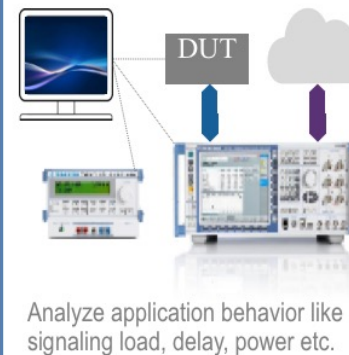 DUT
Analyze application behavior like
signaling load, delay, power etc.